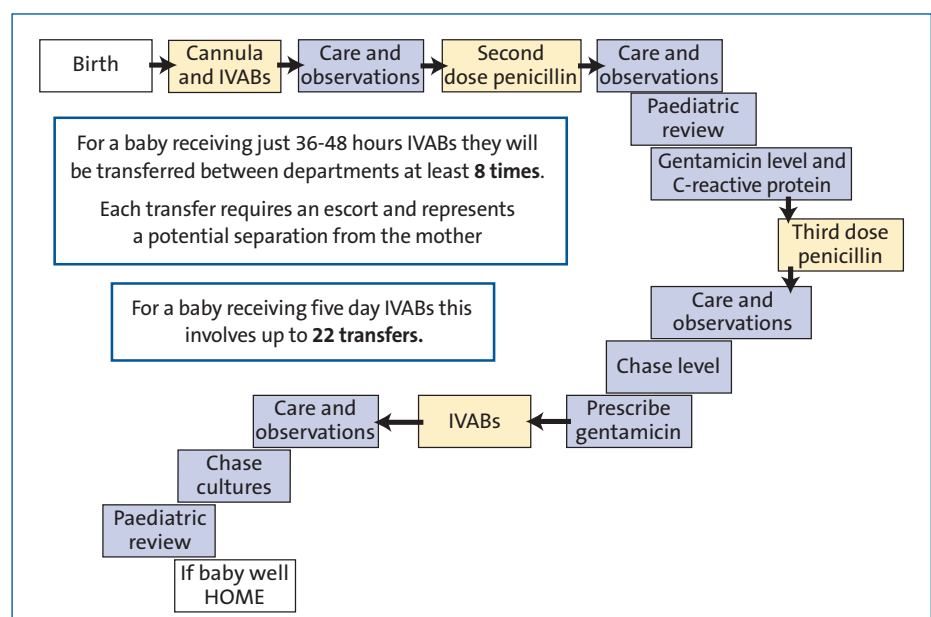 Birth
Cannula
and IVABs
Care and
observations
Second
dose penicillin
Care and
observations
Paediatric
review
Gentamicin level and
C-reactive protein
Third dose
penicillin
Care and
observations
Chase level
Prescribe
gentamicin
IVABs
Care and
observations
Chase
cultures
Paediatric
review
If baby well
HOME
For a baby receiving just 36-48 hours IVABs they will
be transferred between departments at least 8 times.
Each transfer requires an escort and represents
a potential separation from the mother
For a baby receiving five day IVABs this
involves up to 22 transfers.